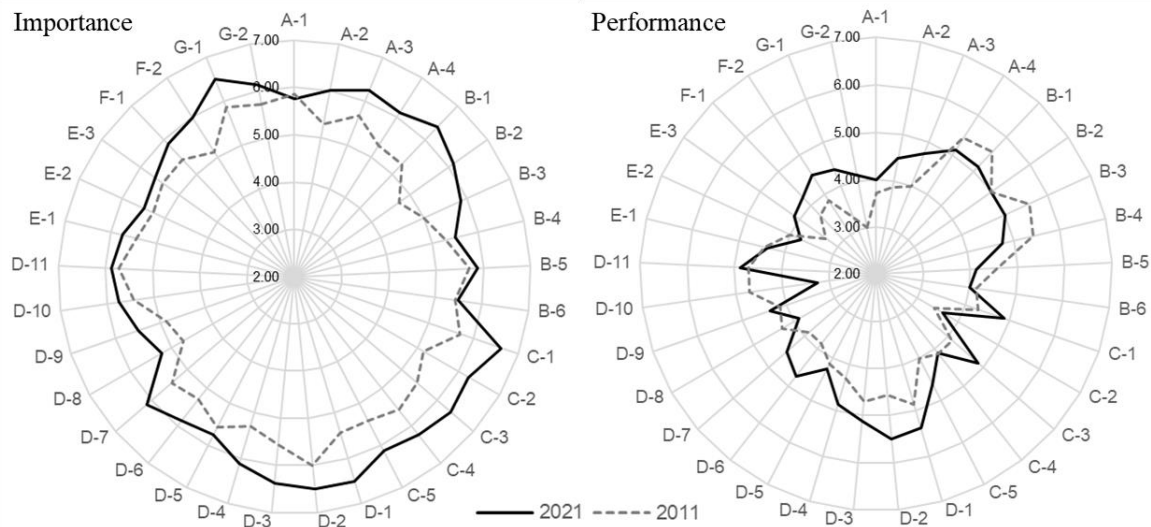 Importance
A-1
A-2
A-3
A-4
B-1
B-2
B-3
B-4
B-5
B-6
C-1
C-2
C-3
C-4
C-5
D-1
D-2
D-3
D-4
D-5
D-6
D-7
D-8
D-9
D-10
D-11
E-1
E-2
E-3
F-1
F-2
G-1
G-2
7.00
6.00
5.00
4.00
3.00
2.00
Performance
A-1
A-2
A-3
A-4
B-1
B-2
B-3
B-4
B-5
B-6
C-1
C-2
C-3
C-4
C-5
D-1
D-2
D-3
D-4
D-5
D-6
D-7
D-8
D-9
D-10
D-11
E-1
E-2
E-3
F-1
F-2
G-1
G-2
7.00
6.00
5.00
4.00
3.00
2.00
2021
2011